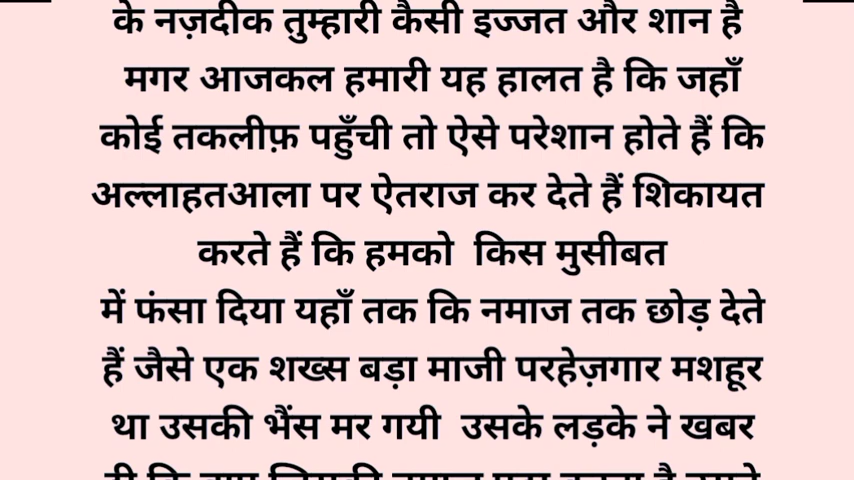 के नज़दीक तुम्हारी कैसी इज्जत और शान है
मगर आजकल हमारी यह हालत है कि जहाँ
कोई तकलीफ़ पहुँची तो ऐसे परेशान होते हैं कि
अल्लाहतआला पर ऐतराज कर देते हैं शिकायत
करते हैं कि हमको किस मुसीबत
में फंसा दिया यहाँ तक कि नमाज तक छोड़ देते
हैं जैसे एक शख्स बड़ा माजी परहेज़गार मशहूर
था उसकी भैंस मर गयी उसके लड़के ने खबर